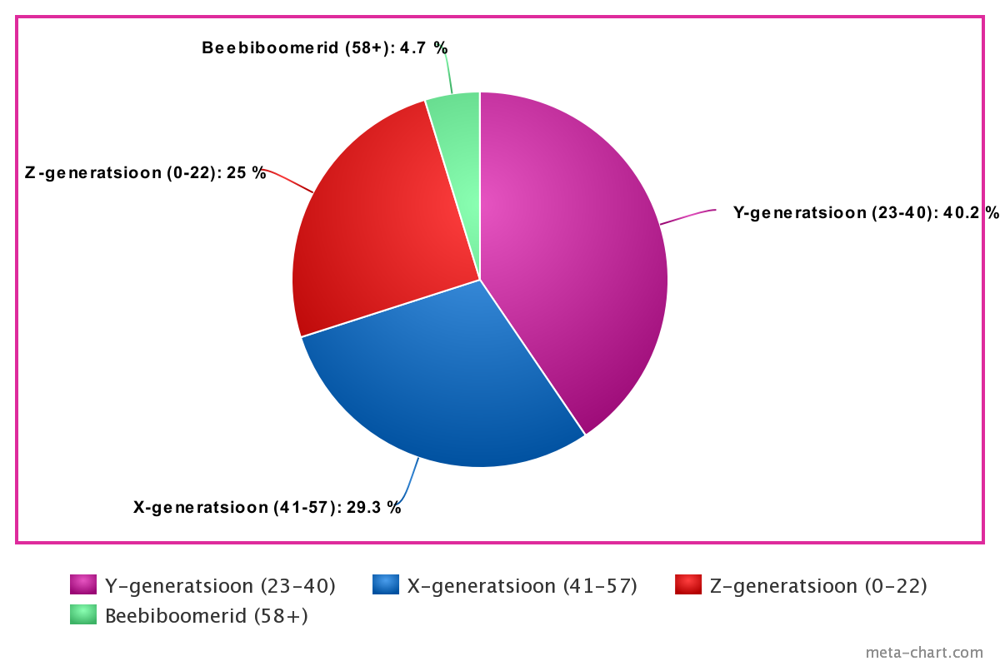 Beebiboomerid (58+): 4.7 %
Z-generatsioon (0-22): 25 %
Y-generatsioon (23-40): 40.2 %
X-generatsioon (41-57): 29.3 %
Y-generatsioon (23-40)
X-generatsioon (41-57)
Z-generatsioon (0-22)
Beebiboomerid (58+)
meta-chart.com